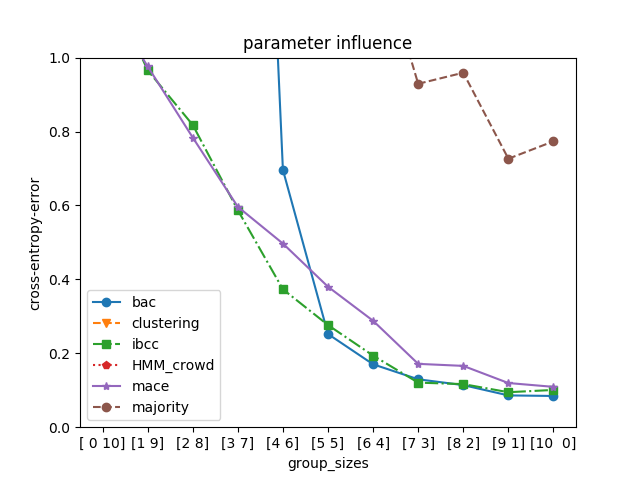 parameter influence
cross-entropy-error
1.0
0.8
0.6
0.4
0.2
0.0
bac
clustering
ibcc
HMM_crowd
mace
majority
[ 0 10] [1 9] [2 8] [3 7] [4 6] [5 5] [6 4] [7 3] [8 2] [9 1] [10  0]
group_sizes